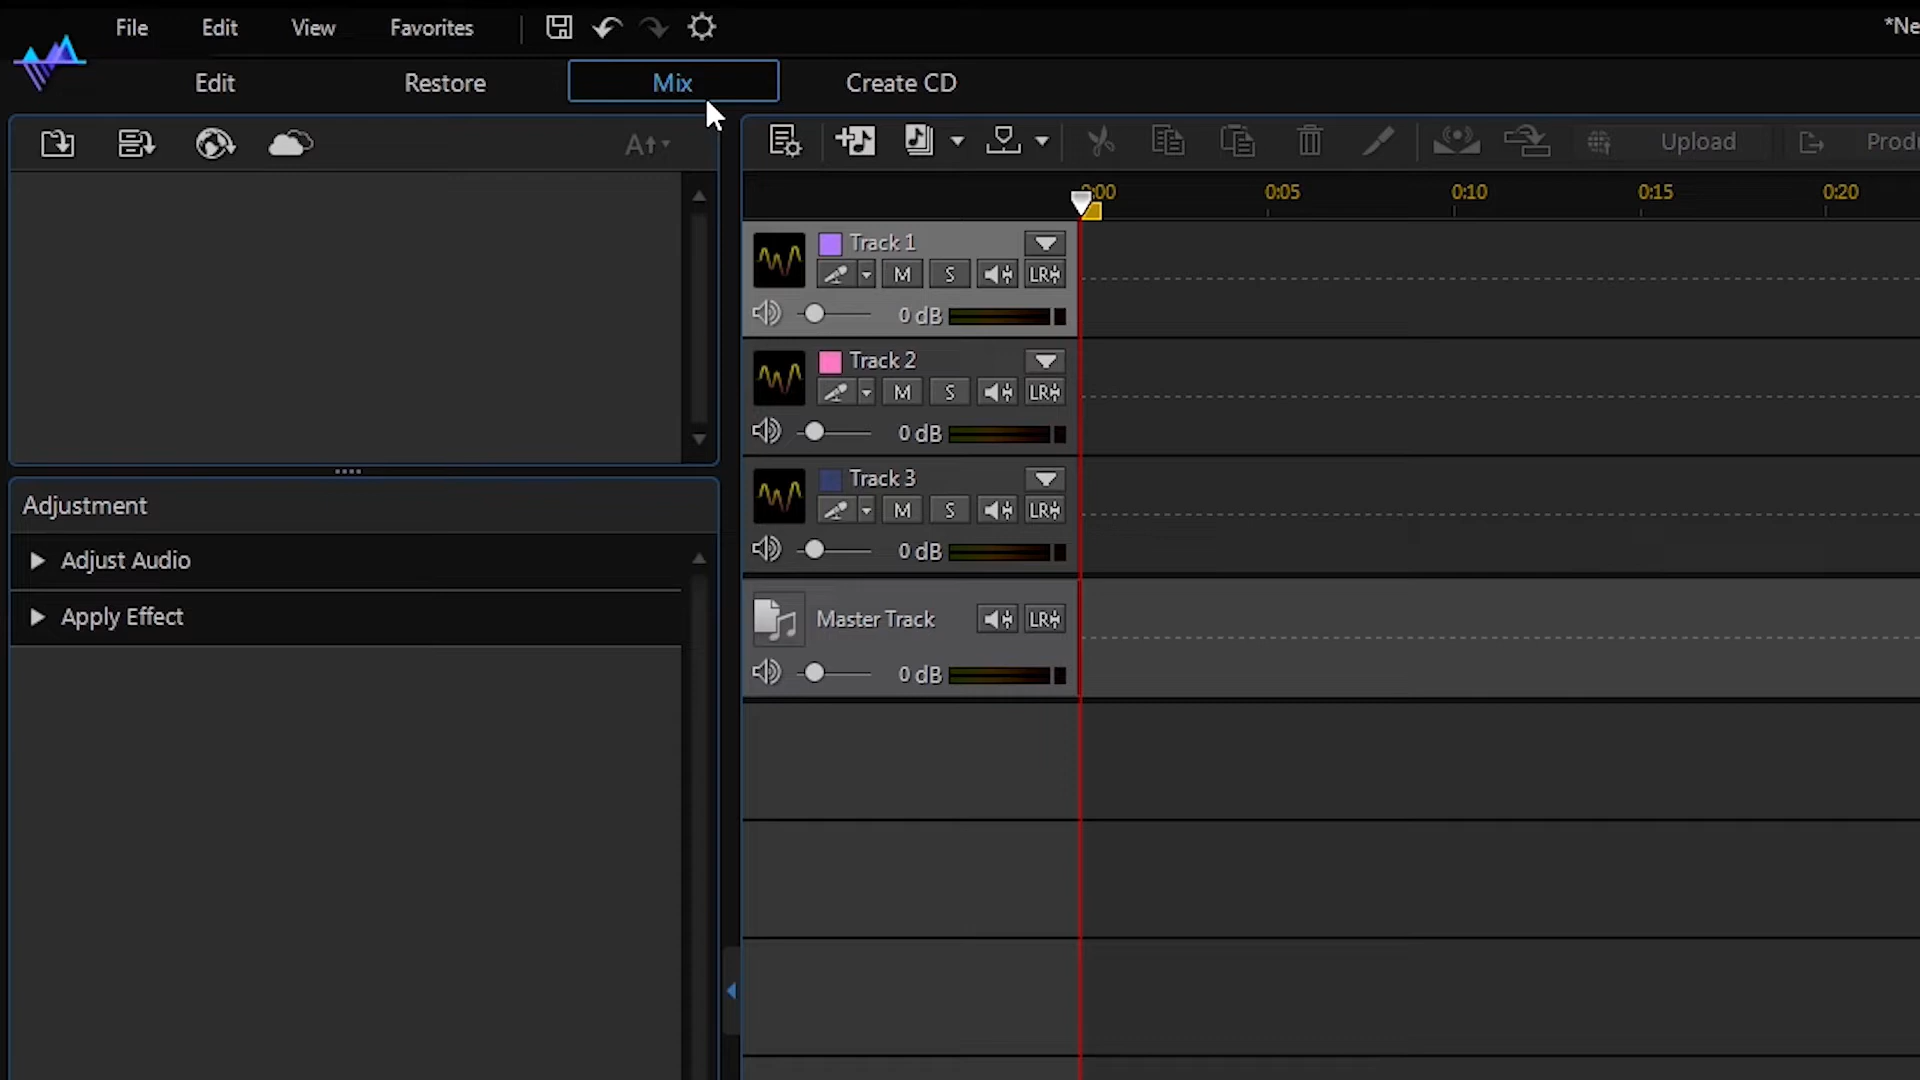 File Edit View Favorites
*Ne
Edit Restore Mix Create CD
A
Upload
Produ
0:00 0:05 0:10 0:15 0:20
Track 1
M S LR
0 dB
Track 2
M S LR
0 dB
Track 3
M S LR
0 dB
Master Track LR
0 dB
Adjustment
Adjust Audio
Apply Effect